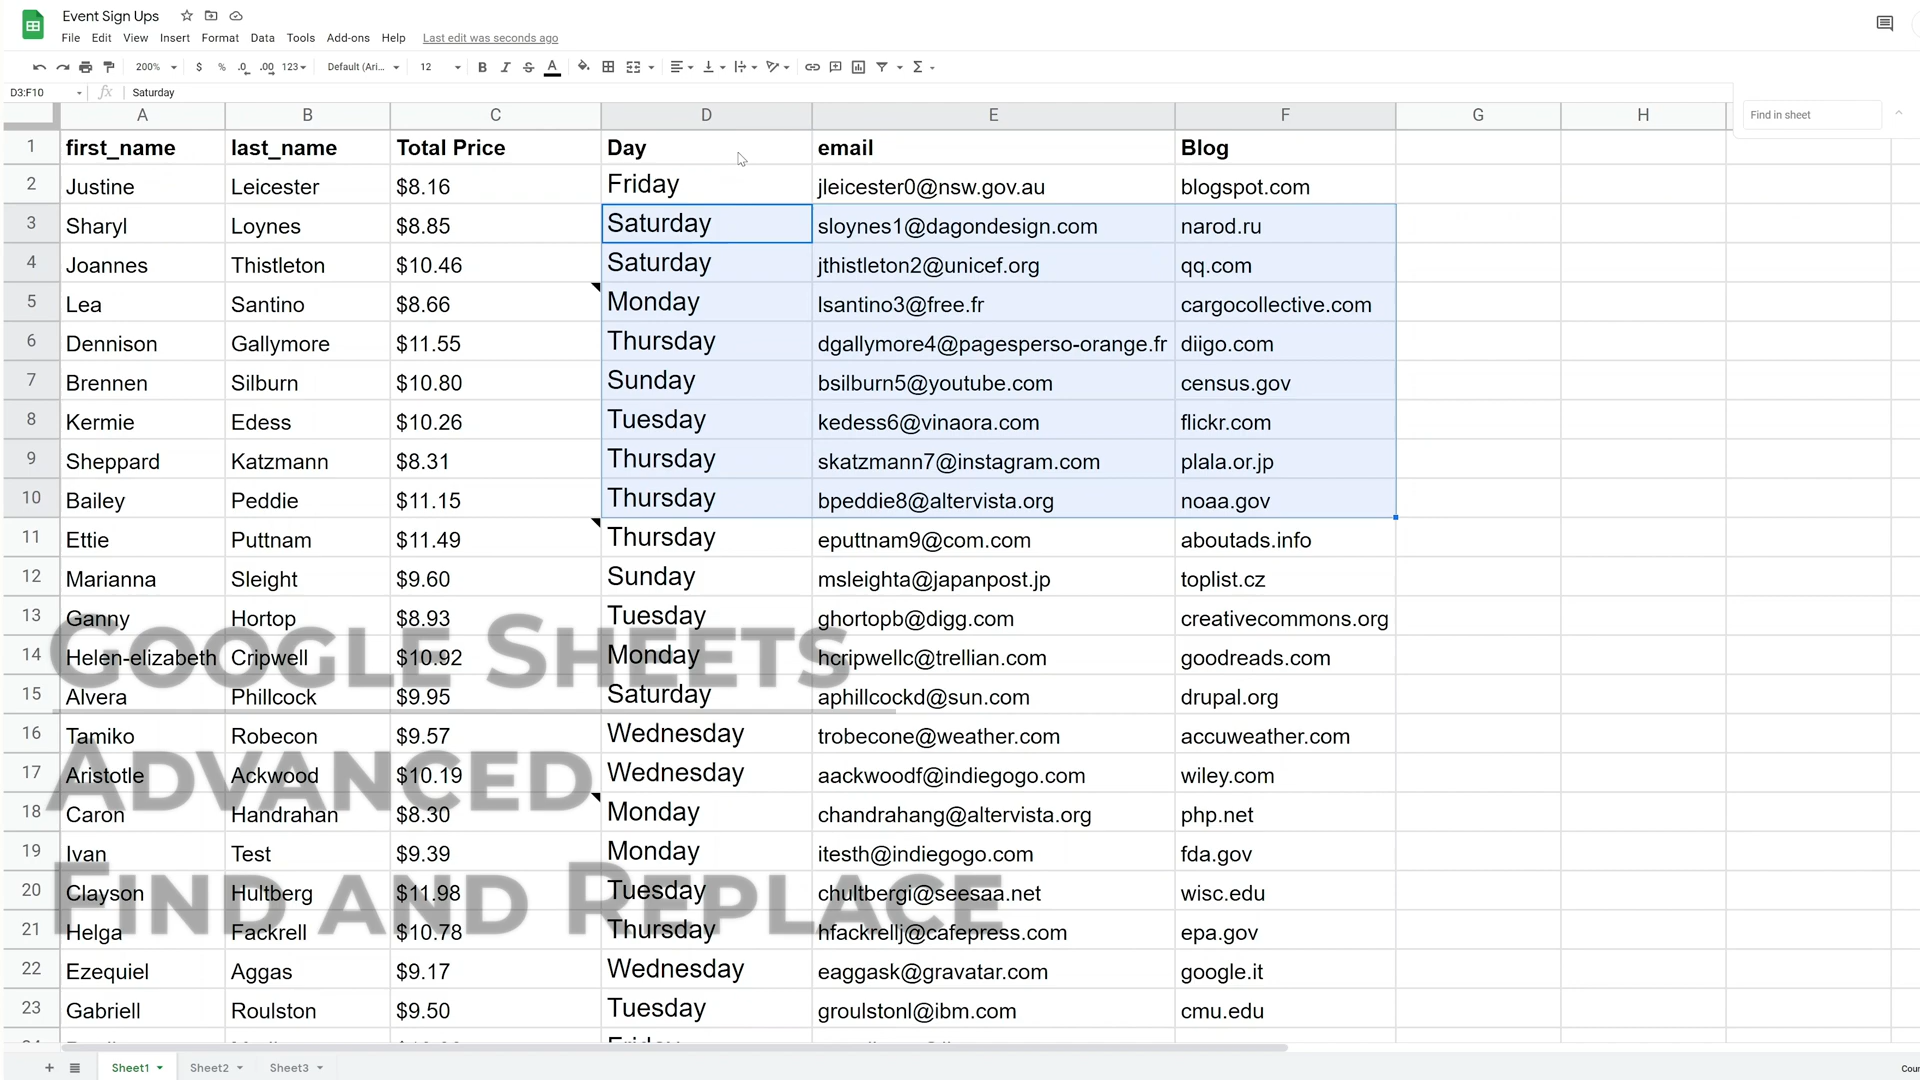 Event Sign Ups
File Edit View Insert Format Data Tools Add-ons Help Last edit was seconds ago
200% $ % .0 .00 123 Default (Ari... 12 B I S A Σ
D3:F10 fx Saturday
Find in sheet
A B C D E F G H
1 first_name last_name Total Price Day email Blog
2 Justine Leicester $8.16 Friday jleicester0@nsw.gov.au blogspot.com
3 Sharyl Loynes $8.85 Saturday sloynes1@dagondesign.com narod.ru
4 Joannes Thistleton $10.46 Saturday jthistleton2@unicef.org qq.com
5 Lea Santino $8.66 Monday lsantino3@free.fr cargocollective.com
6 Dennison Gallymore $11.55 Thursday dgallymore4@pagesperso-orange.fr diigo.com
7 Brennen Silburn $10.80 Sunday bsilburn5@youtube.com census.gov
8 Kermie Edess $10.26 Tuesday kedess6@vinaora.com flickr.com
9 Sheppard Katzmann $8.31 Thursday skatzmann7@instagram.com plala.or.jp
10 Bailey Peddie $11.15 Thursday bpeddie8@altervista.org noaa.gov
11 Ettie Puttnam $11.49 Thursday eputtnam9@com.com aboutads.info
12 Marianna Sleight $9.60 Sunday msleighta@japanpost.jp toplist.cz
13 Ganny Hortop $8.93 Tuesday ghortopb@digg.com creativecommons.org
14 Helen-elizabeth Cripwell $10.92 Monday hcripwellc@trellian.com goodreads.com
15 Alvera Phillcock $9.95 Saturday aphillcockd@sun.com drupal.org
16 Tamiko Robecon $9.57 Wednesday trobecone@weather.com accuweather.com
17 Aristotle Ackwood $10.19 Wednesday aackwoodf@indiegogo.com wiley.com
18 Caron Handrahan $8.30 Monday chandrahang@altervista.org php.net
19 Ivan Test $9.39 Monday itesth@indiegogo.com fda.gov
20 Clayson Hultberg $11.98 Tuesday chultbergi@seesaa.net wisc.edu
21 Helga Fackrell $10.78 Thursday hfackrellj@cafepress.com epa.gov
22 Ezequiel Aggas $9.17 Wednesday eaggask@gravatar.com google.it
23 Gabriell Roulston $9.50 Tuesday groulstonl@ibm.com cmu.edu
Google Sheets
Advanced
Find and Replace
+ Sheet1 Sheet2 Sheet3